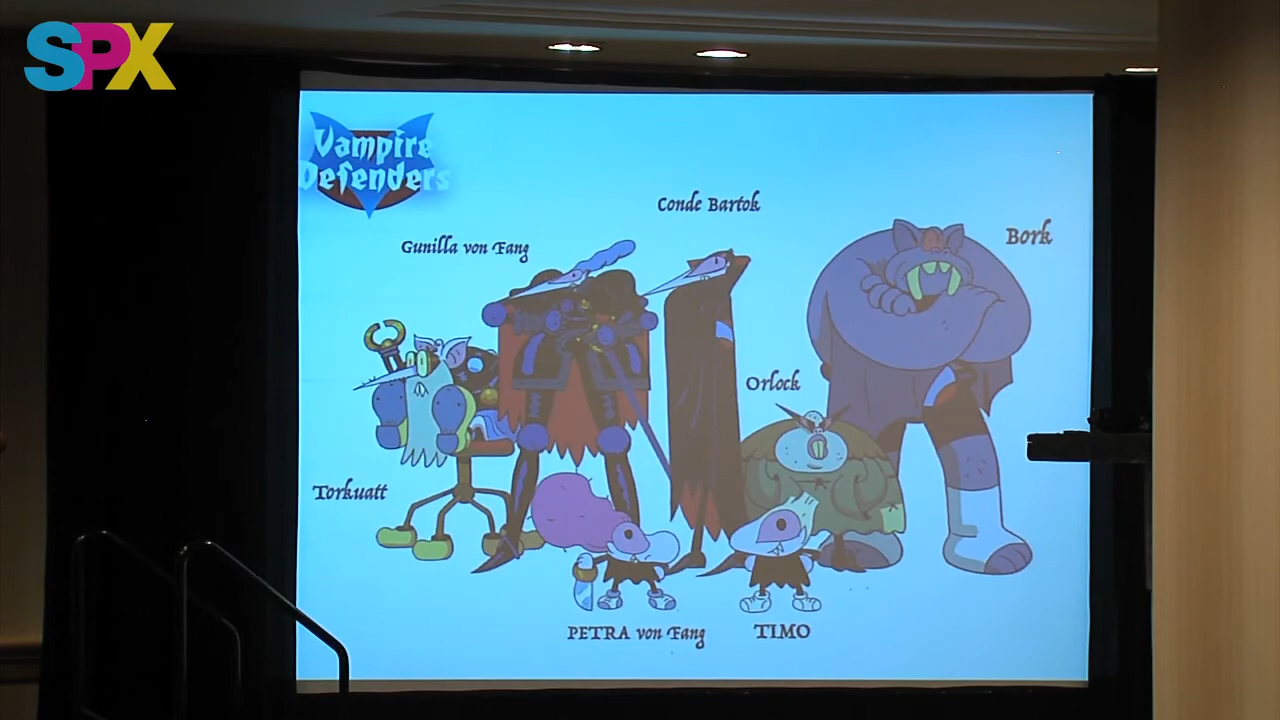 SPX
Vampire
Defenders
Conde Bartok
Gunilla von Fang
Bork
Orlock
Torkuatt
PETRA von Fang
TIMO